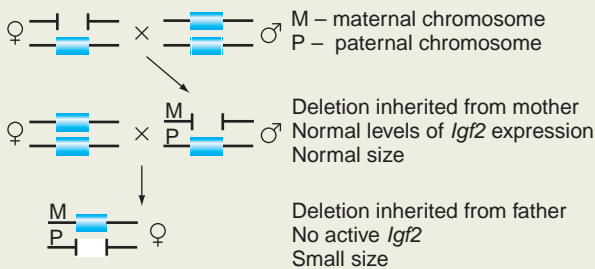 M – maternal chromosome
P – paternal chromosome
M
P
Deletion inherited from mother
Normal levels of Igf2 expression
Normal size
M
P
Deletion inherited from father
No active Igf2
Small size